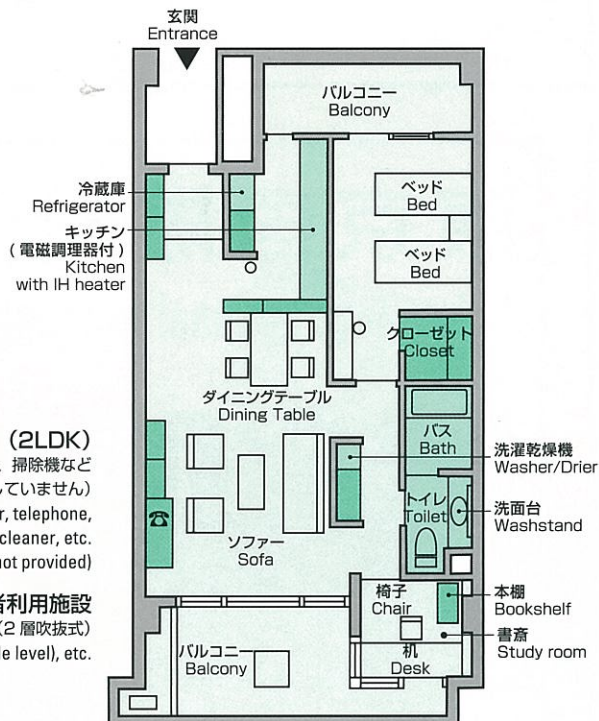 玄関
Entrance
バルコニー
Balcony
冷蔵庫
Refrigerator
キッチン
(電磁調理器付)
Kitchen
with IH heater
ベッド
Bed
ベッド
Bed
クローゼット
Closet
ダイニングテーブル
Dining Table
バス
Bath
洗濯乾燥機
Washer/Drier
トイレ
Toilet
洗面台
Washstand
ソファー
Sofa
椅子
Chair
本棚
Bookshelf
書斎
Study room
机
Desk
バルコニー
Balcony
(2LDK)
、掃除機など
していません)
r, telephone,
cleaner, etc.
not provided)
者利用施設
(2層吹抜式)
le level), etc.